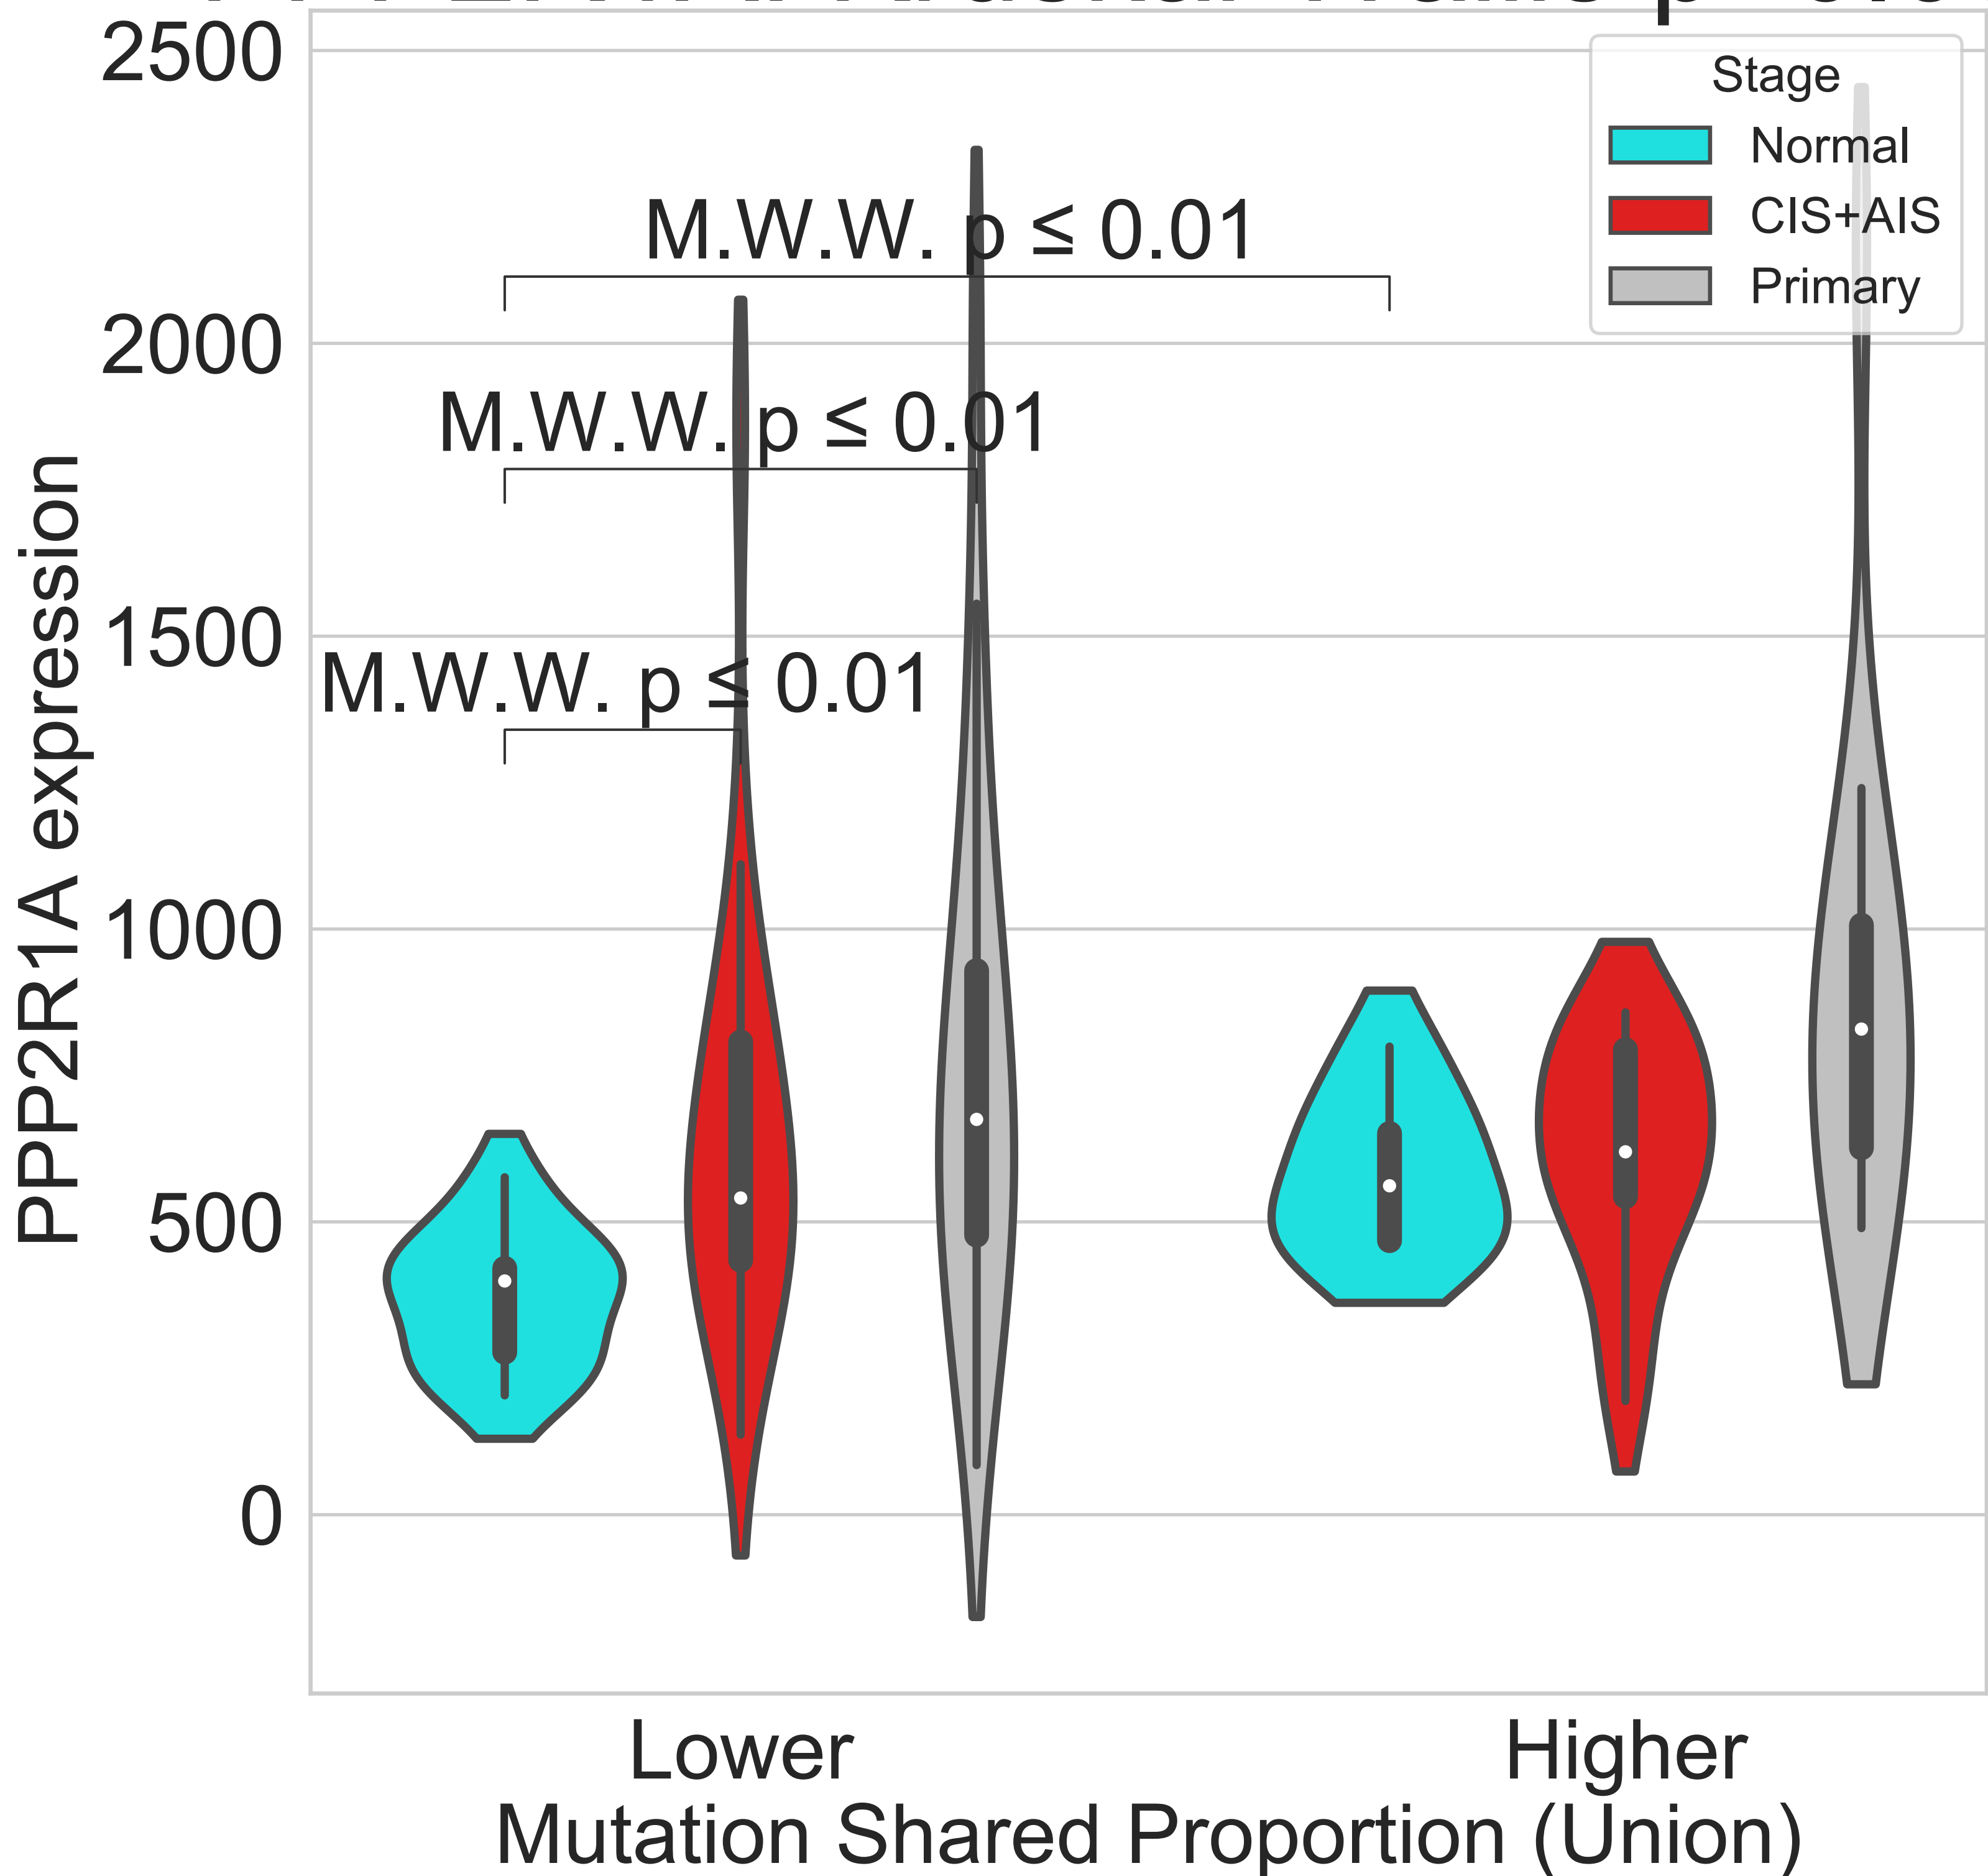 2500
Stage
Normal
CIS+AIS
Primary
M.W.W. p ≤ 0.01
2000
M.W.W. p ≤ 0.01
1500
M.W.W. p ≤ 0.01
1000
500
0
PPP2R1A expression
Lower
Higher
Mutation Shared Proportion (Union)